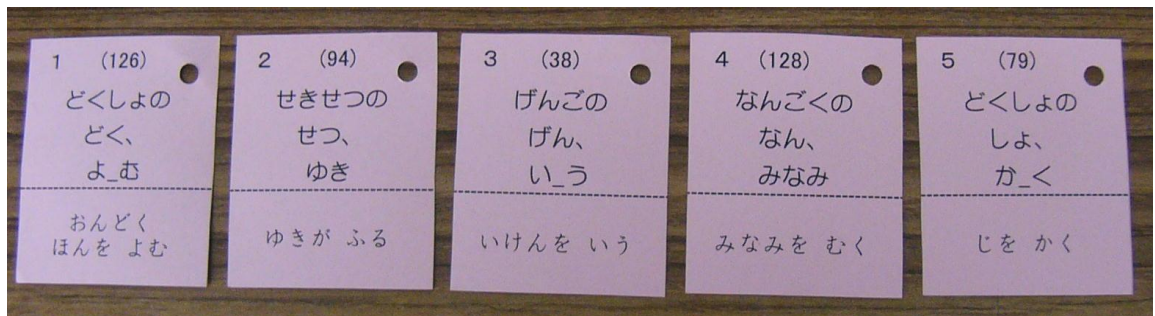 1 (126)
どくしょの
どく、
よ_む
おんどく
ほんを よむ
2 (94)
せきせつの
せつ、
ゆき
ゆきが ふる
3 (38)
げんごの
げん、
い_う
いけんを いう
4 (128)
なんごくの
なん、
みなみ
みなみを むく
5 (79)
どくしょの
しょ、
か_く
じを かく